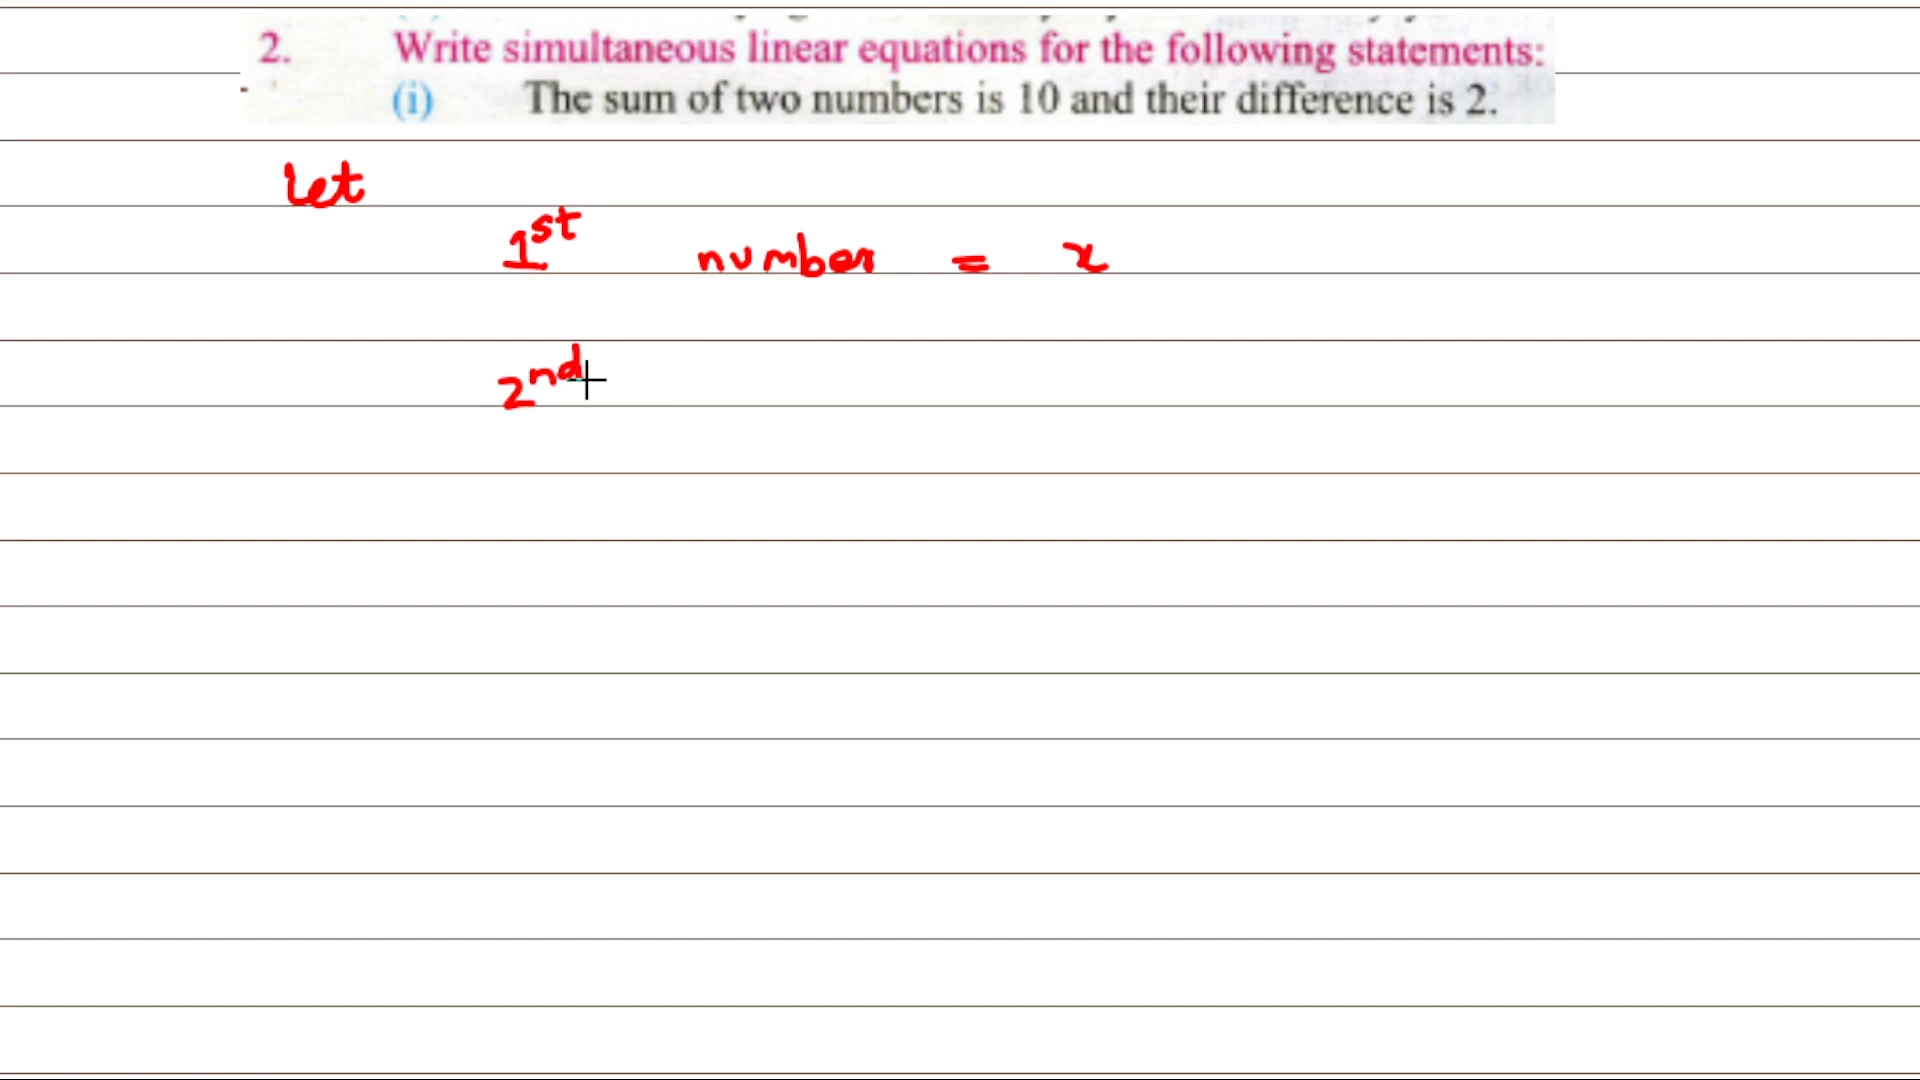 2. Write simultaneous linear equations for the following statements:
(i) The sum of two numbers is 10 and their difference is 2.
Let
1st number = x
2nd